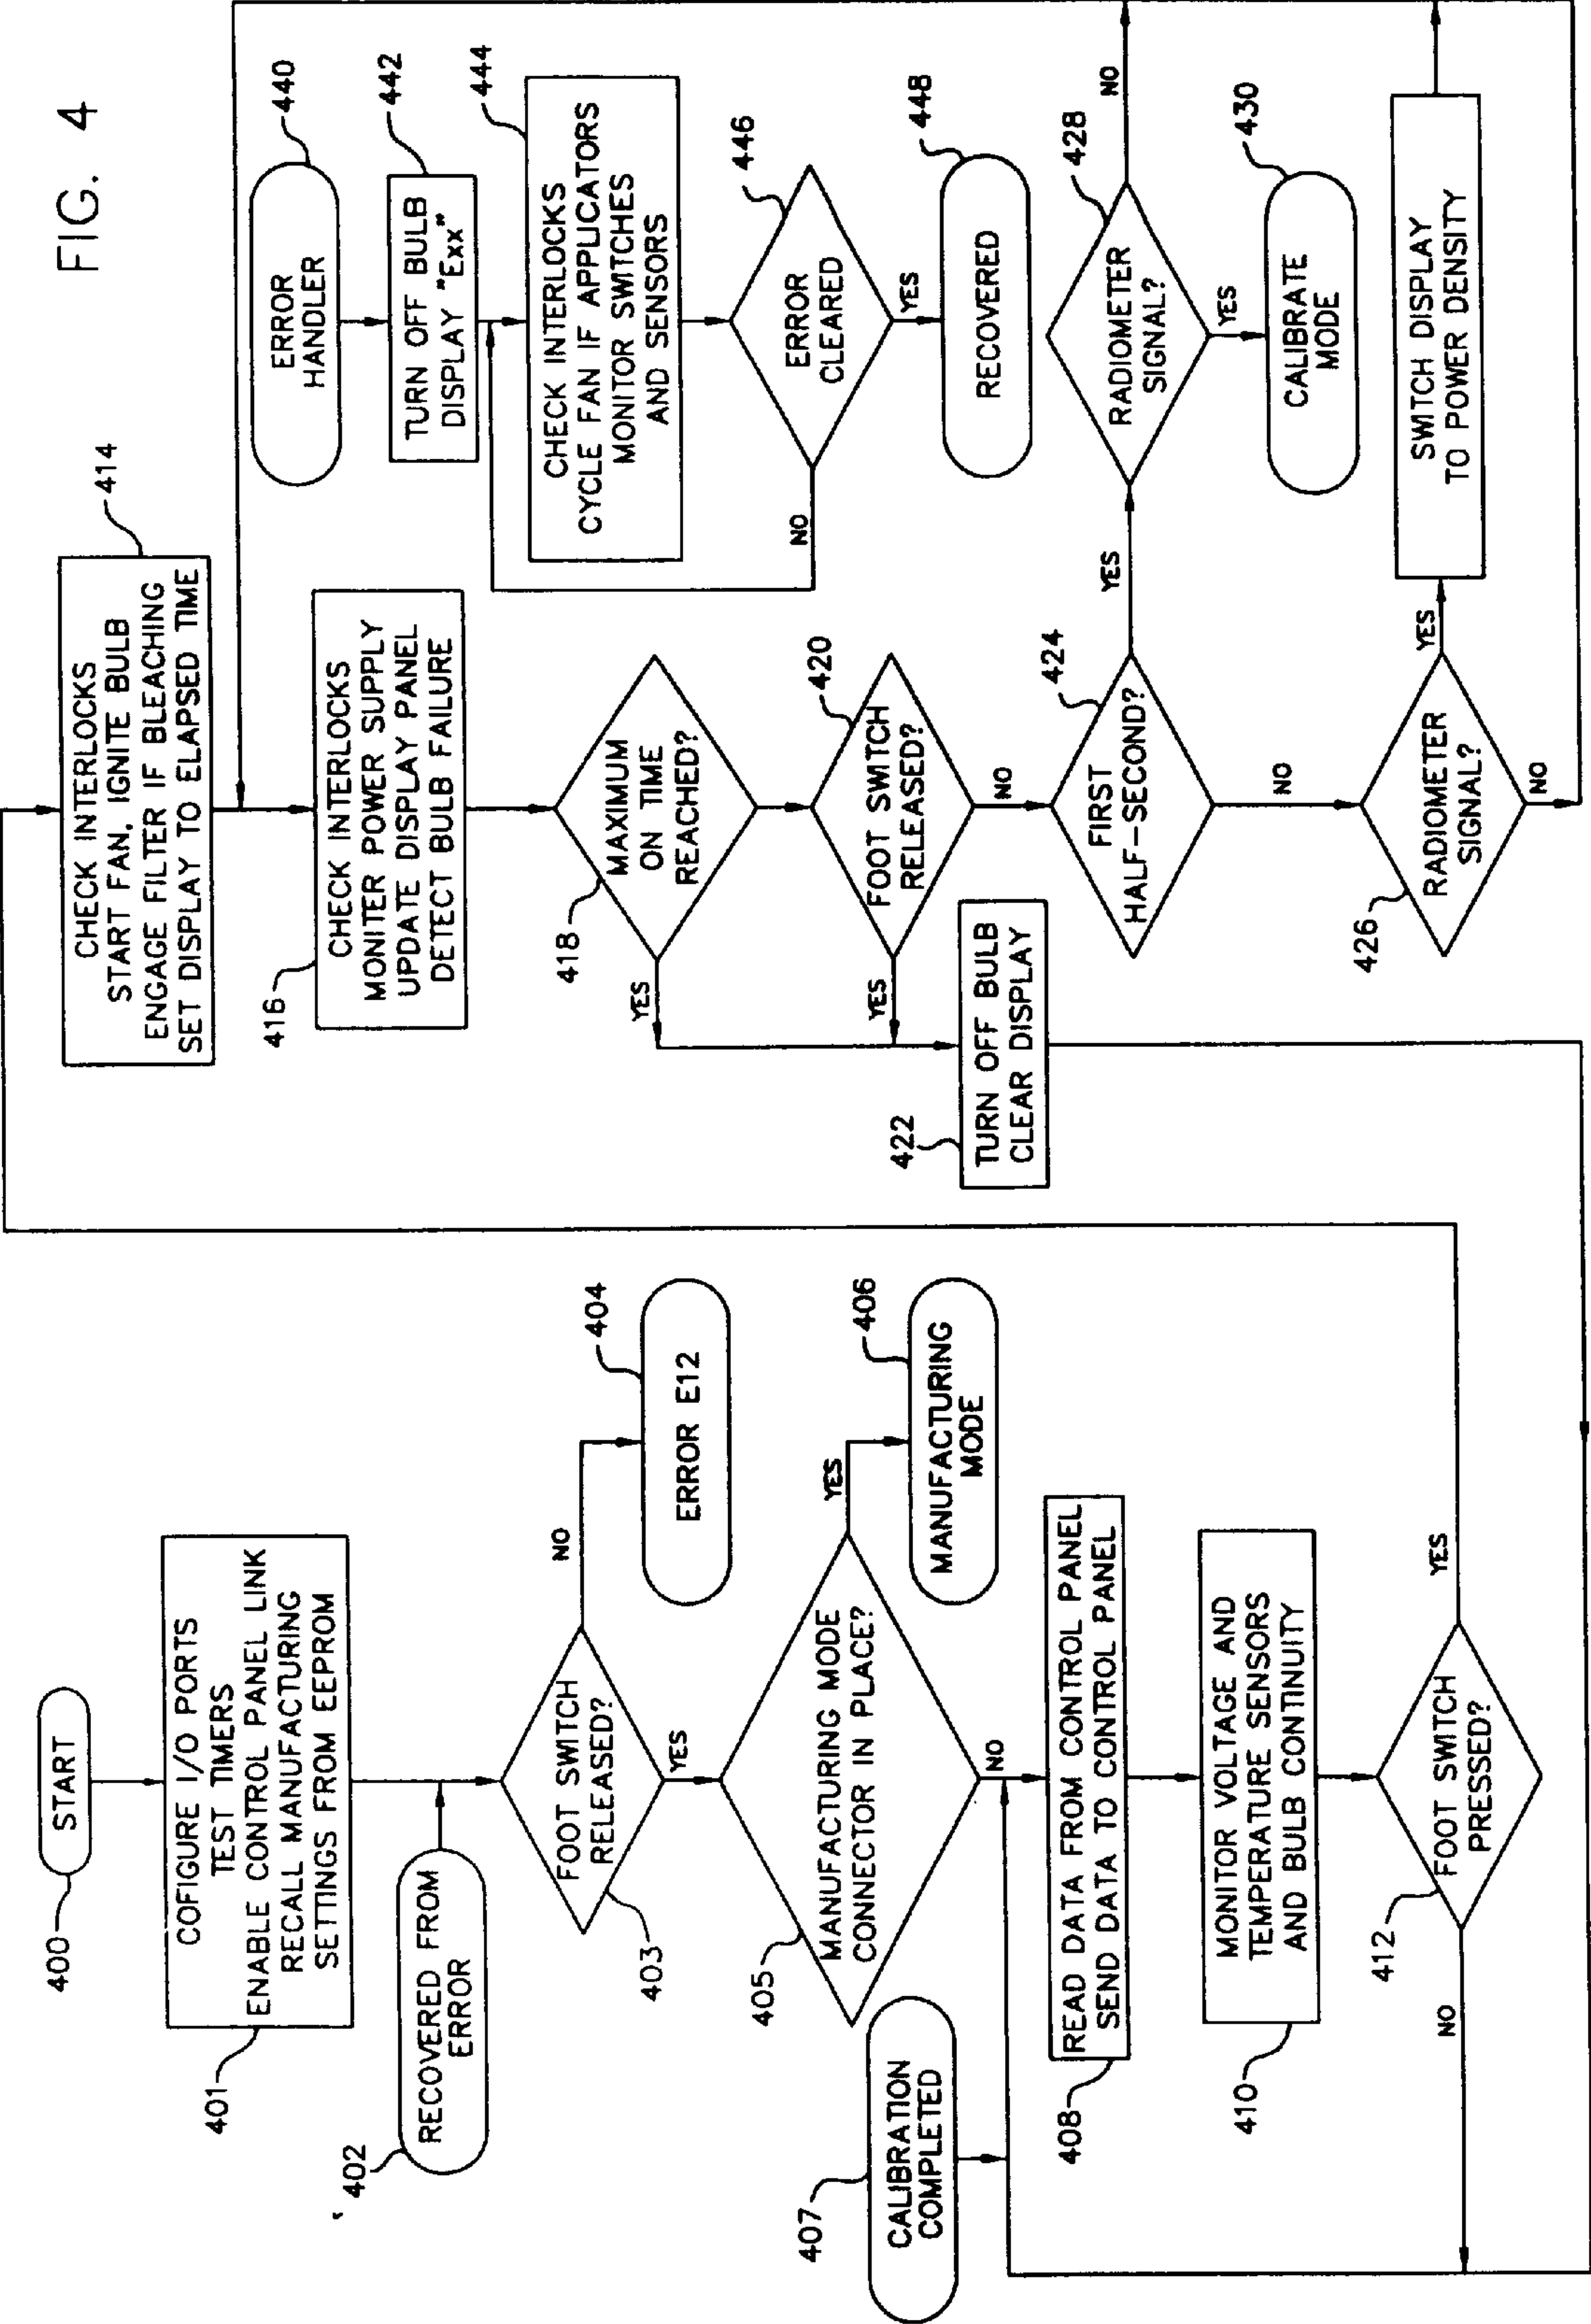 FIG. 4
400
START
401
COFIGURE I/O PORTS
TEST TIMERS
ENABLE CONTROL PANEL LINK
RECALL MANUFACTURING
SETTINGS FROM EEPROM
402
RECOVERED FROM
ERROR
403
FOOT SWITCH
RELEASED?
NO
404
ERROR E12
YES
405
MANUFACTURING MODE
CONNECTOR IN PLACE?
YES
406
MANUFACTURING
MODE
NO
407
CALIBRATION
COMPLETED
408
READ DATA FROM CONTROL PANEL
SEND DATA TO CONTROL PANEL
410
MONITOR VOLTAGE AND
TEMPERATURE SENSORS
AND BULB CONTINUITY
412
FOOT SWITCH
PRESSED?
NO
YES
414
CHECK INTERLOCKS
START FAN, IGNITE BULB
ENGAGE FILTER IF BLEACHING
SET DISPLAY TO ELAPSED TIME
416
CHECK INTERLOCKS
MONITER POWER SUPPLY
UPDATE DISPLAY PANEL
DETECT BULB FAILURE
418
MAXIMUM
ON TIME
REACHED?
YES
420
FOOT SWITCH
RELEASED?
YES
NO
422
TURN OFF BULB
CLEAR DISPLAY
424
FIRST
HALF-SECOND?
YES
NO
426
RADIOMETER
SIGNAL?
YES
NO
SWITCH DISPLAY
TO POWER DENSITY
428
RADIOMETER
SIGNAL?
NO
YES
430
CALIBRATE
MODE
440
ERROR
HANDLER
442
TURN OFF BULB
DISPLAY "Exx"
444
CHECK INTERLOCKS
CYCLE FAN IF APPLICATORS
MONITOR SWITCHES
AND SENSORS
446
ERROR
CLEARED
NO
YES
448
RECOVERED